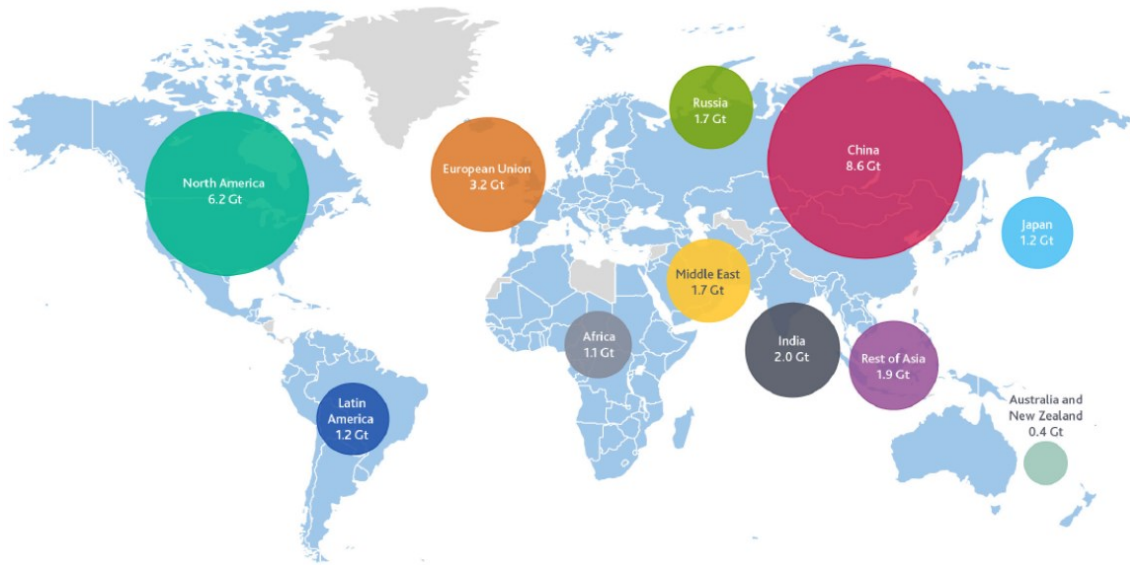 Russia
1.7 Gt
China
8.6 Gt
European Union
3.2 Gt
North America
6.2 Gt
Japan
1.2 Gt
Middle East
1.7 Gt
Africa
1.1 Gt
India
2.0 Gt
Rest of Asia
1.9 Gt
Latin
America
1.2 Gt
Australia and
New Zealand
0.4 Gt